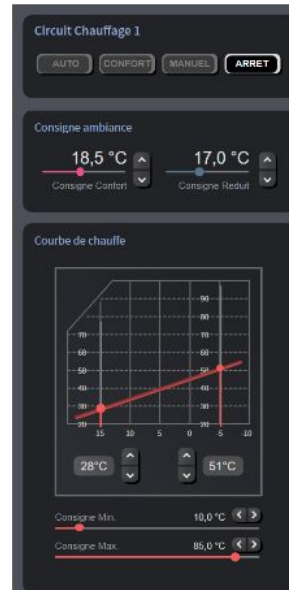 Circuit Chauffage 1
AUTO CONFORT MANUEL ARRET
Consigne ambiance
18,5 °C 17,0 °C
Consigne Confort Consigne Reduit
Courbe de chauffe
90
80
70 70
60 60
50 50
40 40
30 30
20 20
15 10 5 0 -5 -10
28°C 51°C
Consigne Min. 10,0 °C
Consigne Max. 85,0 °C